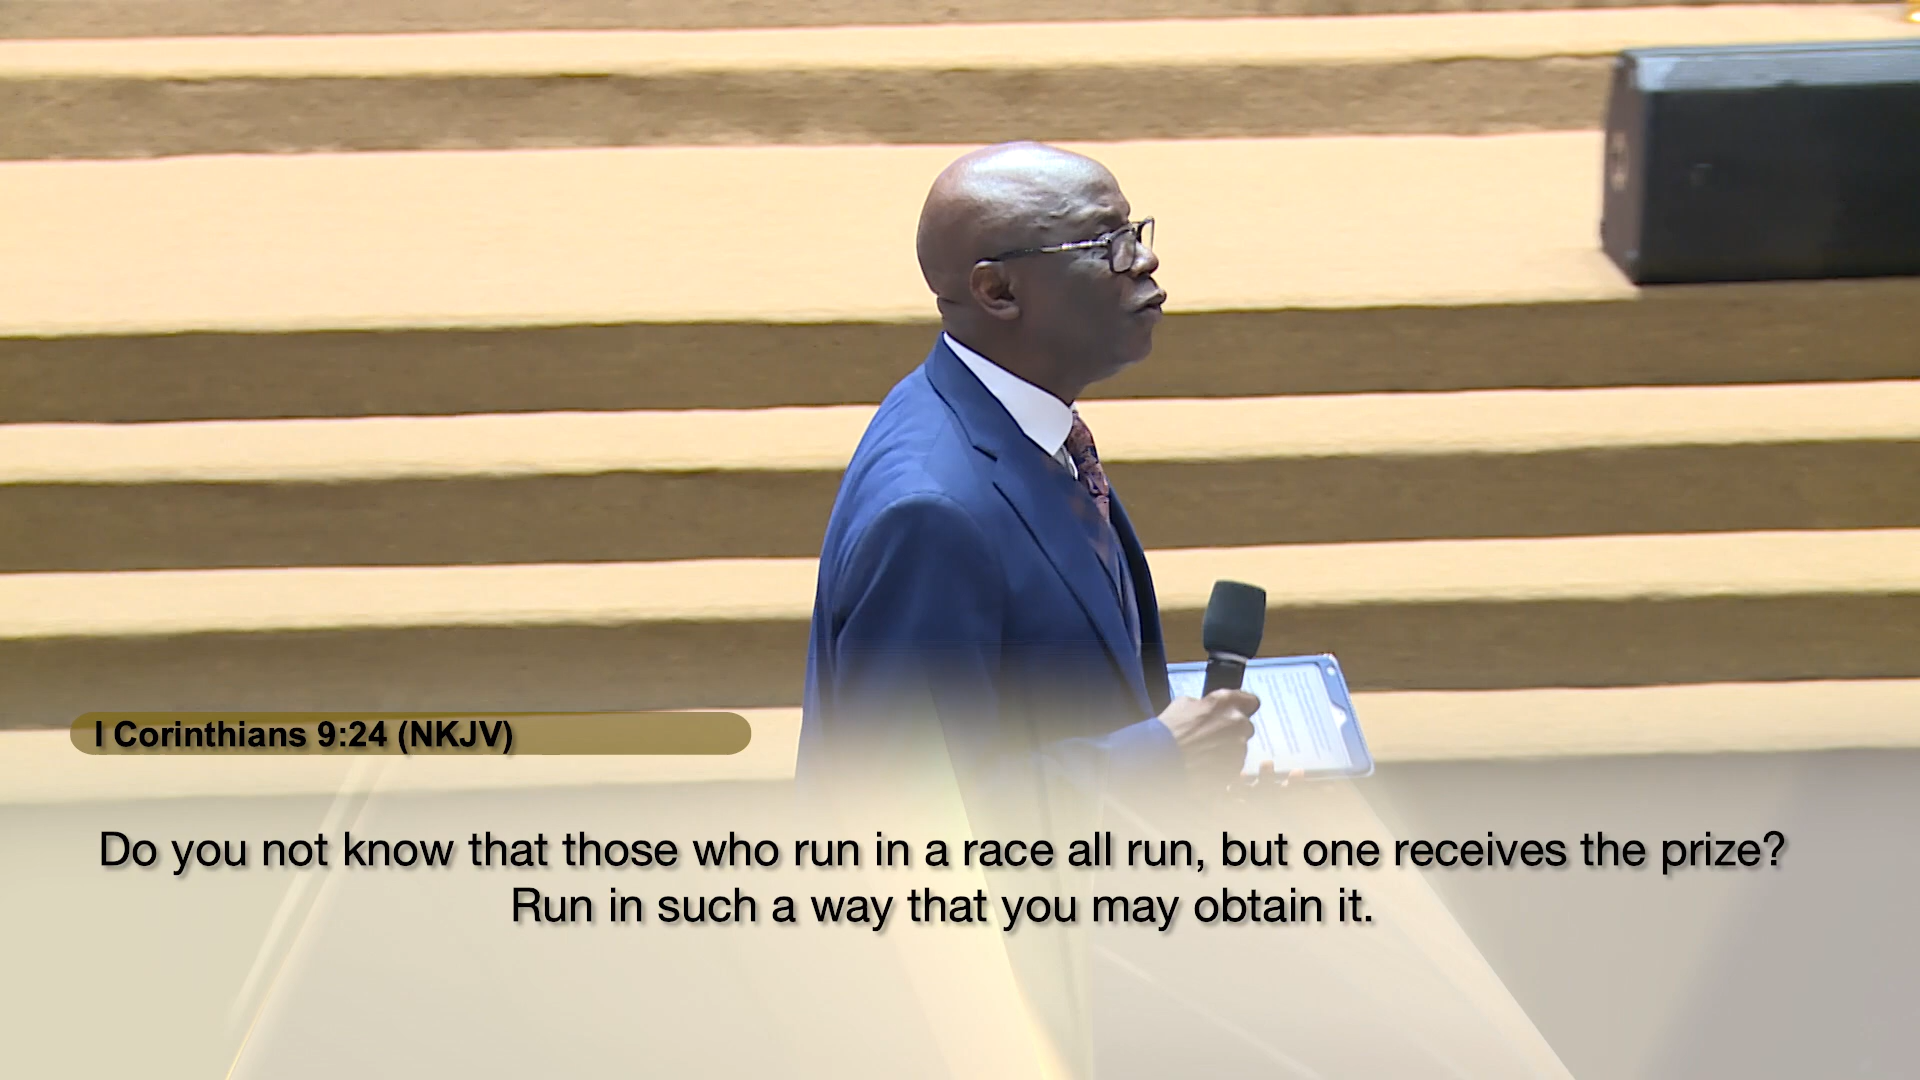 I Corinthians 9:24 (NKJV)
Do you not know that those who run in a race all run, but one receives the prize?
Run in such a way that you may obtain it.